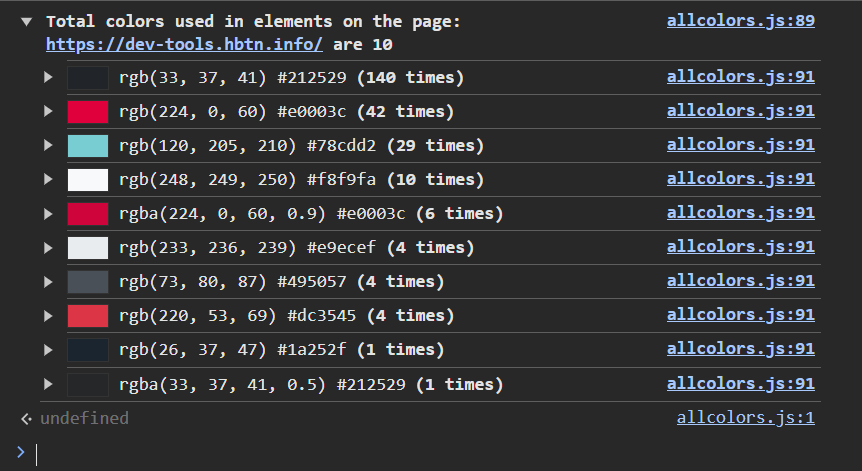 Total colors used in elements on the page: allcolors.js:89
https://dev-tools.hbtn.info/ are 10
rgb(33, 37, 41) #212529 (140 times) allcolors.js:91
rgb(224, 0, 60) #e0003c (42 times) allcolors.js:91
rgb(120, 205, 210) #78cdd2 (29 times) allcolors.js:91
rgb(248, 249, 250) #f8f9fa (10 times) allcolors.js:91
rgba(224, 0, 60, 0.9) #e0003c (6 times) allcolors.js:91
rgb(233, 236, 239) #e9ecef (4 times) allcolors.js:91
rgb(73, 80, 87) #495057 (4 times) allcolors.js:91
rgb(220, 53, 69) #dc3545 (4 times) allcolors.js:91
rgb(26, 37, 47) #1a252f (1 times) allcolors.js:91
rgba(33, 37, 41, 0.5) #212529 (1 times) allcolors.js:91
undefined allcolors.js:1